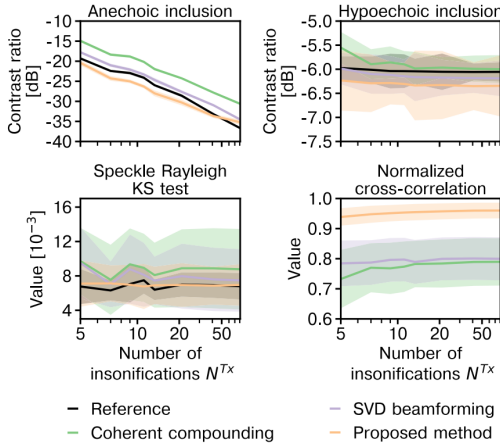 Anechoic inclusion
Hypoechoic inclusion
Contrast ratio
[dB]
-10
-15
-20
-25
-30
-35
-40
Contrast ratio
[dB]
-5.0
-5.5
-6.0
-6.5
-7.0
-7.5
Speckle Rayleigh
KS test
Normalized
cross-correlation
Value [10⁻³]
16
12
8
4
5 10 20 50
Value
1.0
0.9
0.8
0.7
0.6
5 10 20 50
Number of
insonifications N^Tx
Number of
insonifications N^Tx
Reference
SVD beamforming
Coherent compounding
Proposed method